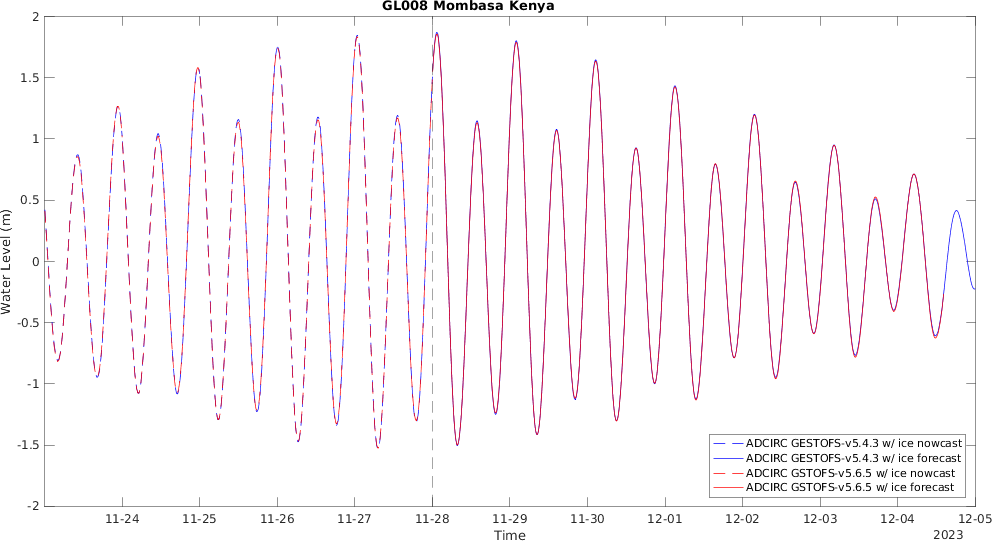 GL008 Mombasa Kenya
2
1.5
1
0.5
0
-0.5
-1
-1.5
-2
Water Level (m)
ADCIRC GESTOFS-v5.4.3 w/ ice nowcast
ADCIRC GESTOFS-v5.4.3 w/ ice forecast
ADCIRC GSTOFS-v5.6.5 w/ ice nowcast
ADCIRC GSTOFS-v5.6.5 w/ ice forecast
11-24 11-25 11-26 11-27 11-28 11-29 11-30 12-01 12-02 12-03 12-04 12-05
Time 2023